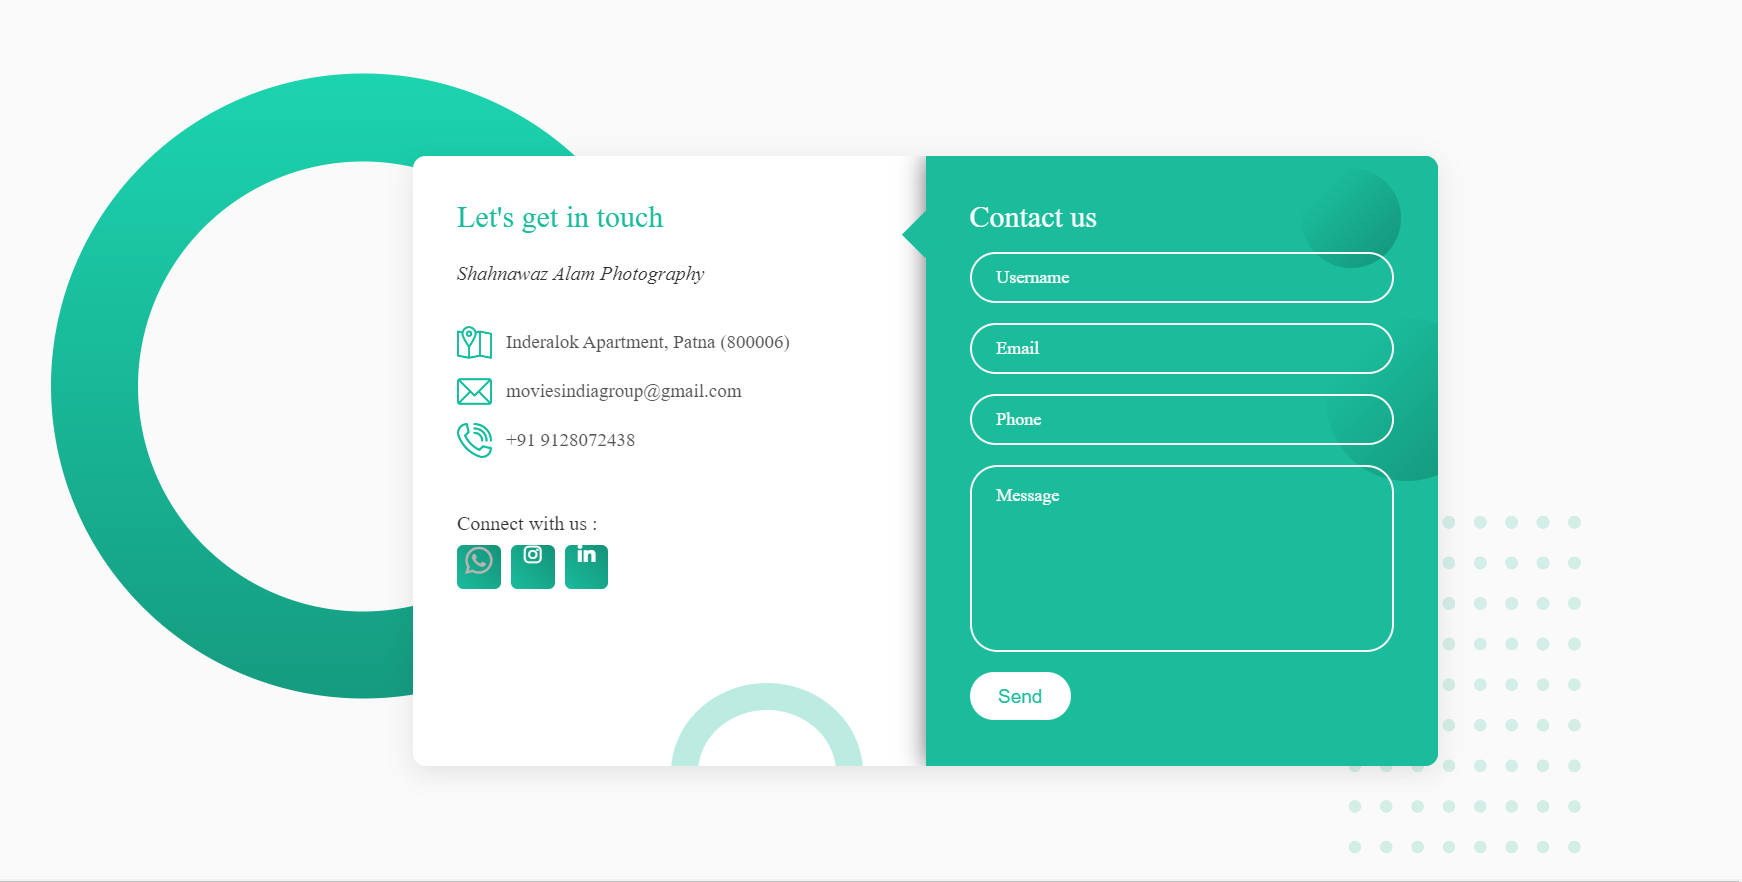 Let's get in touch
Shahnawaz Alam Photography
Inderalok Apartment, Patna (800006)
moviesindiagroup@gmail.com
+91 9128072438
Connect with us :
in
Contact us
Username
Email
Phone
Message
Send